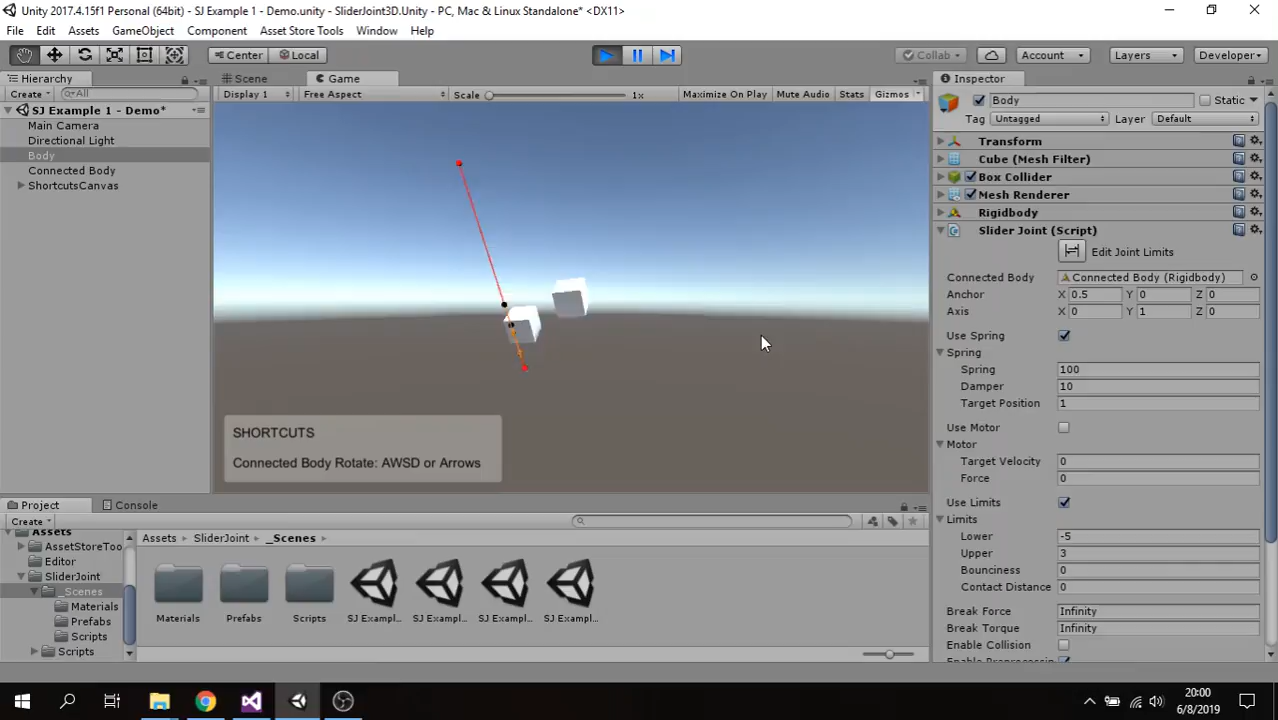 Unity 2017.4.15f1 Personal (64bit) - SJ Example 1 - Demo.unity - SliderJoint3D.Unity - PC, Mac & Linux Standalone* <DX11>
File Edit Assets GameObject Component Asset Store Tools Window Help
Center Local Collab Account Layers Developer
Hierarchy Scene Game Inspector
Create All Display 1 Free Aspect Scale 1x Maximize On Play Mute Audio Stats Gizmos
Body Static
SJ Example 1 - Demo*
Tag Untagged Layer Default
Main Camera
Directional Light
Body
Connected Body
ShortcutsCanvas
Transform
Cube (Mesh Filter)
Box Collider
Mesh Renderer
Rigidbody
Slider Joint (Script)
Edit Joint Limits
Connected Body Connected Body (Rigidbody)
Anchor X 0.5 Y 0 Z 0
Axis X 0 Y 1 Z 0
Use Spring
Spring
Spring 100
Damper 10
Target Position 1
Use Motor
Motor
Target Velocity 0
Force 0
Use Limits
Limits
Lower -5
Upper 3
Bounciness 0
Contact Distance 0
Break Force Infinity
Break Torque Infinity
Enable Collision
Enable Preprocessin
SHORTCUTS
Connected Body Rotate: AWSD or Arrows
Project Console
Create
Assets
AssetStoreToo
Editor
SliderJoint
_Scenes
Materials
Prefabs
Scripts
Scripts
Assets SliderJoint _Scenes
Materials Prefabs Scripts SJ Exampl... SJ Exampl... SJ Exampl... SJ Exampl...
20:00
6/8/2019